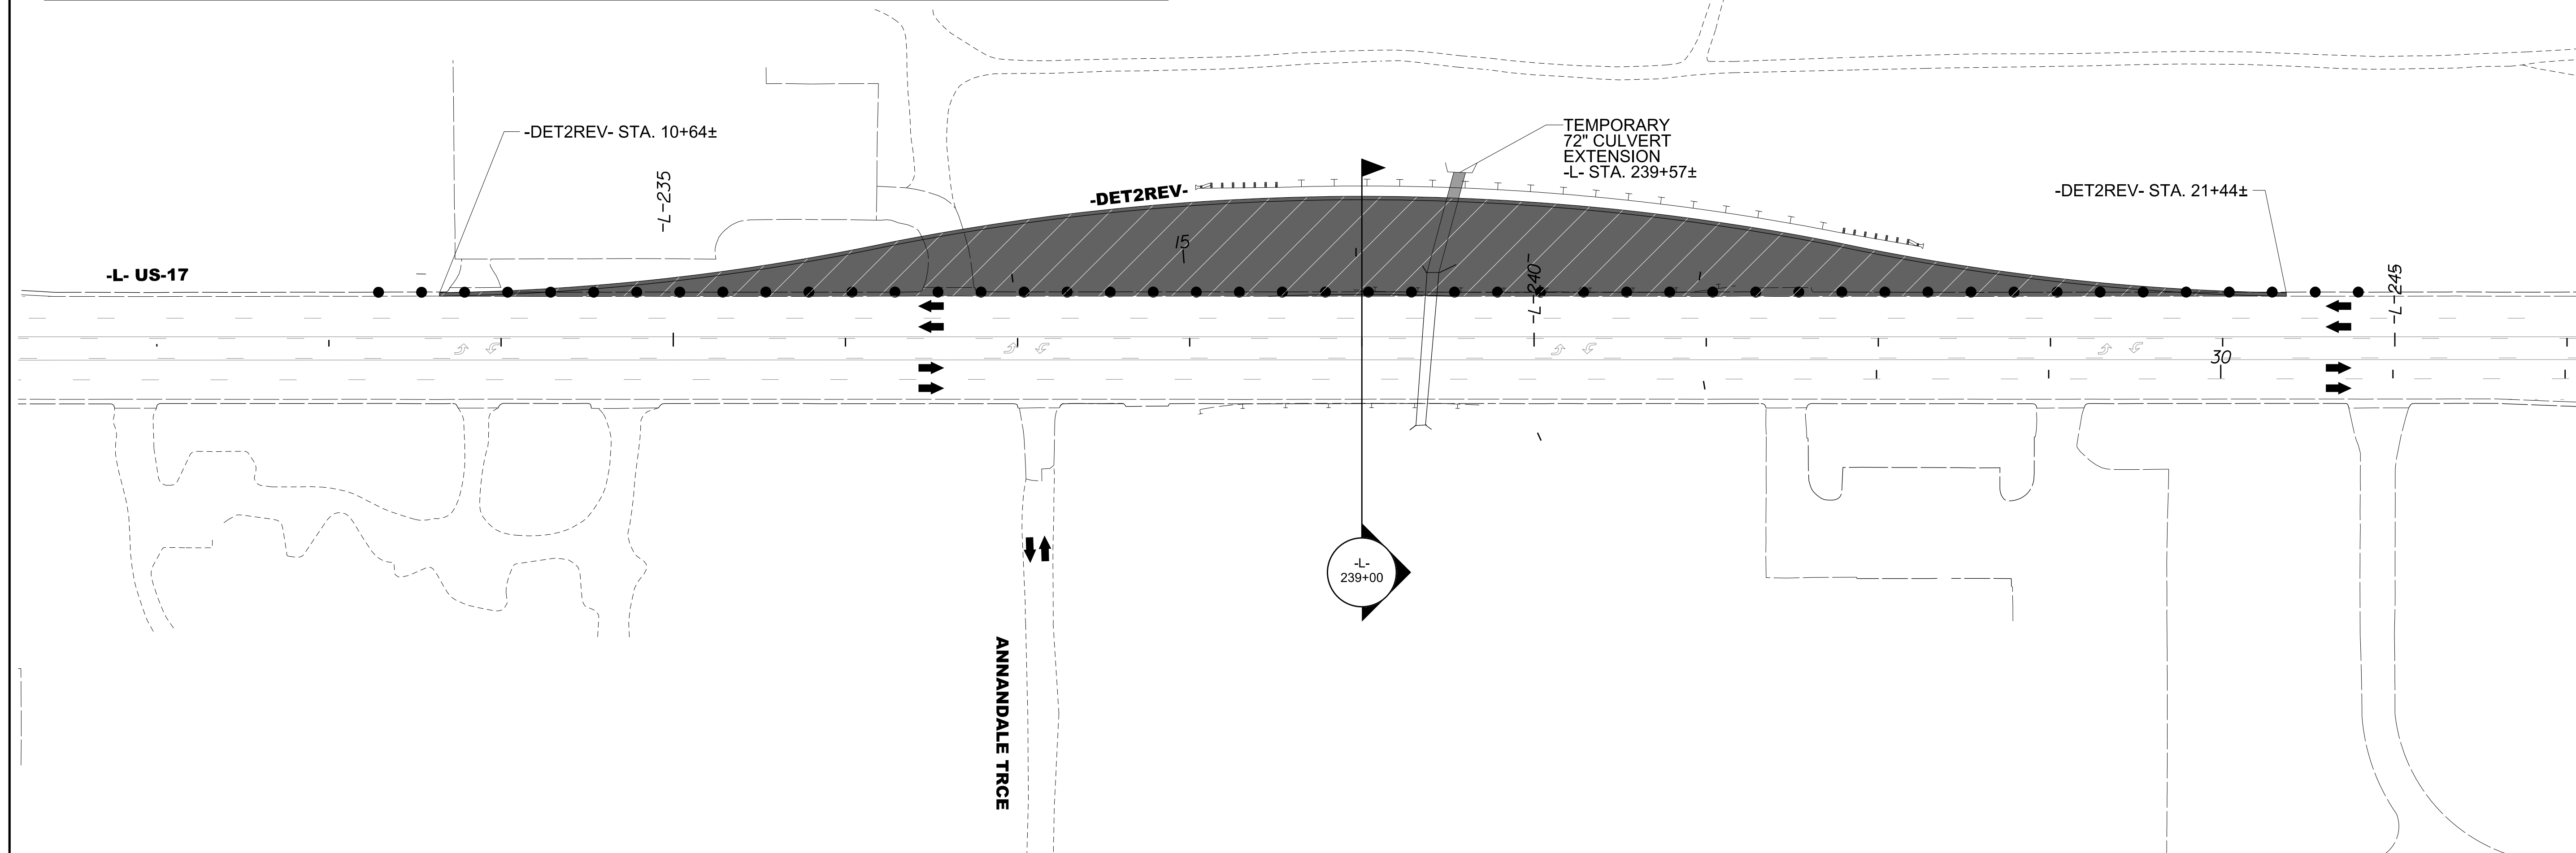 -DET2REV- STA. 10+64±
TEMPORARY
72" CULVERT
EXTENSION
-L- STA. 239+57±
-L-235
-DET2REV-
-DET2REV- STA. 21+44±
15
-L- US-17
-L-240-
-L-245
30
-L-
239+00
ANNANDALE TRCE